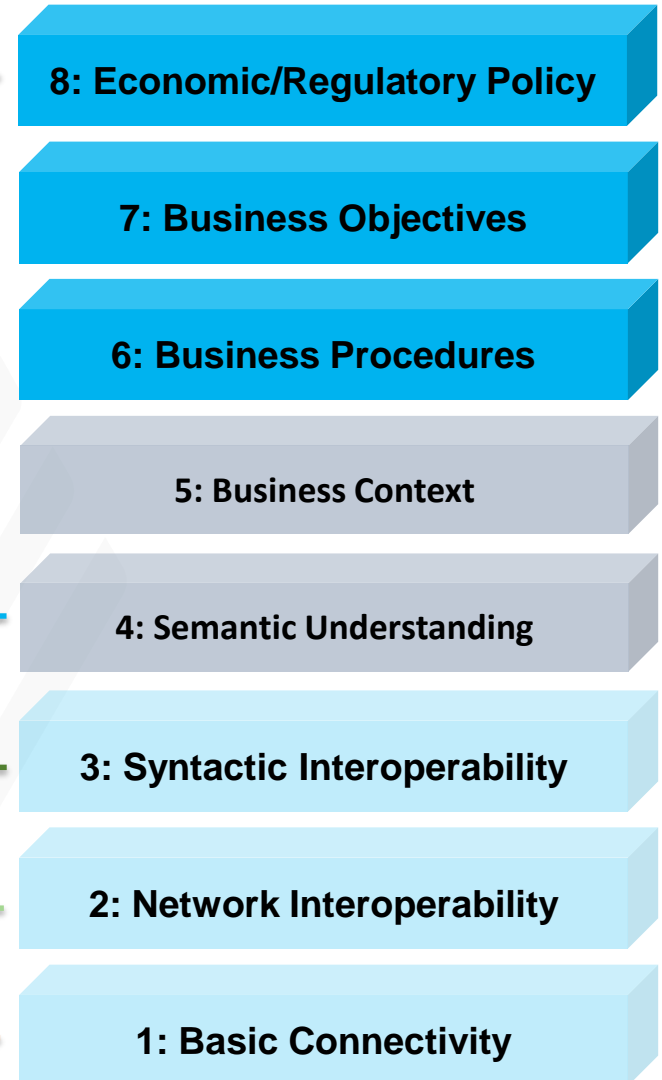 8: Economic/Regulatory Policy
7: Business Objectives
6: Business Procedures
5: Business Context
4: Semantic Understanding
3: Syntactic Interoperability
2: Network Interoperability
1: Basic Connectivity